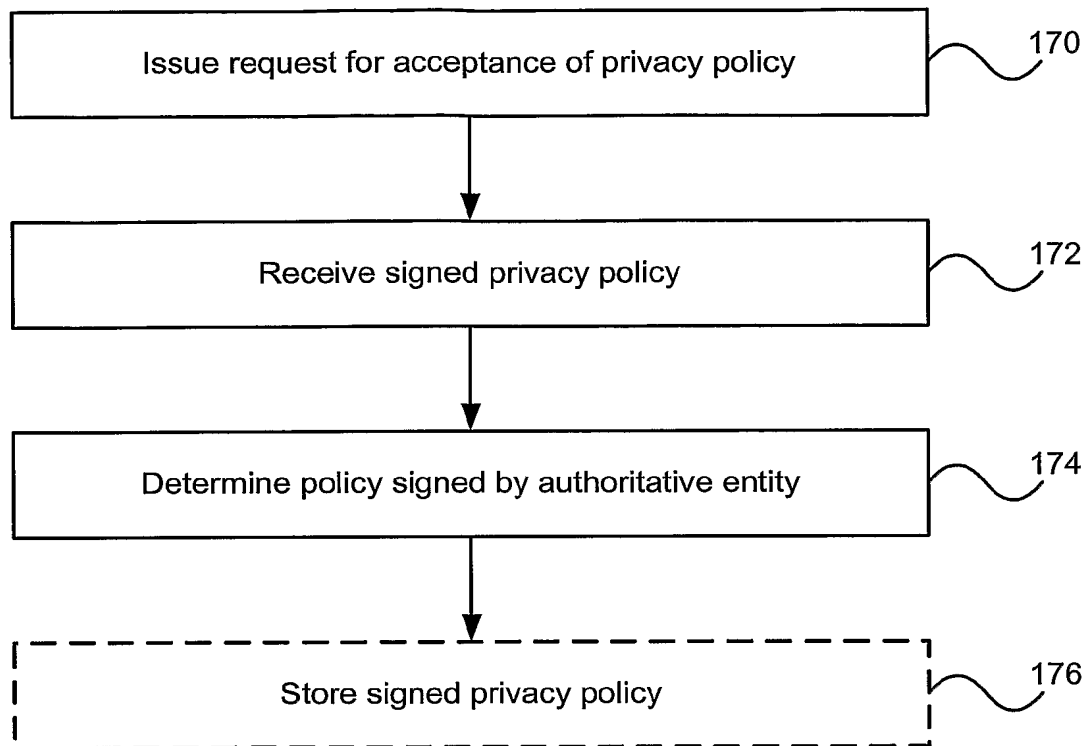 Issue request for acceptance of privacy policy
170
Receive signed privacy policy
172
Determine policy signed by authoritative entity
174
Store signed privacy policy
176